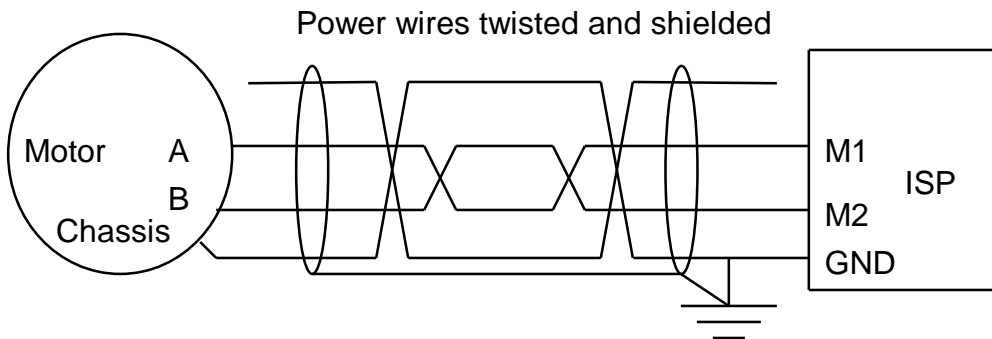 Power wires twisted and shielded
Motor A
B
Chassis
M1
ISP
M2
GND